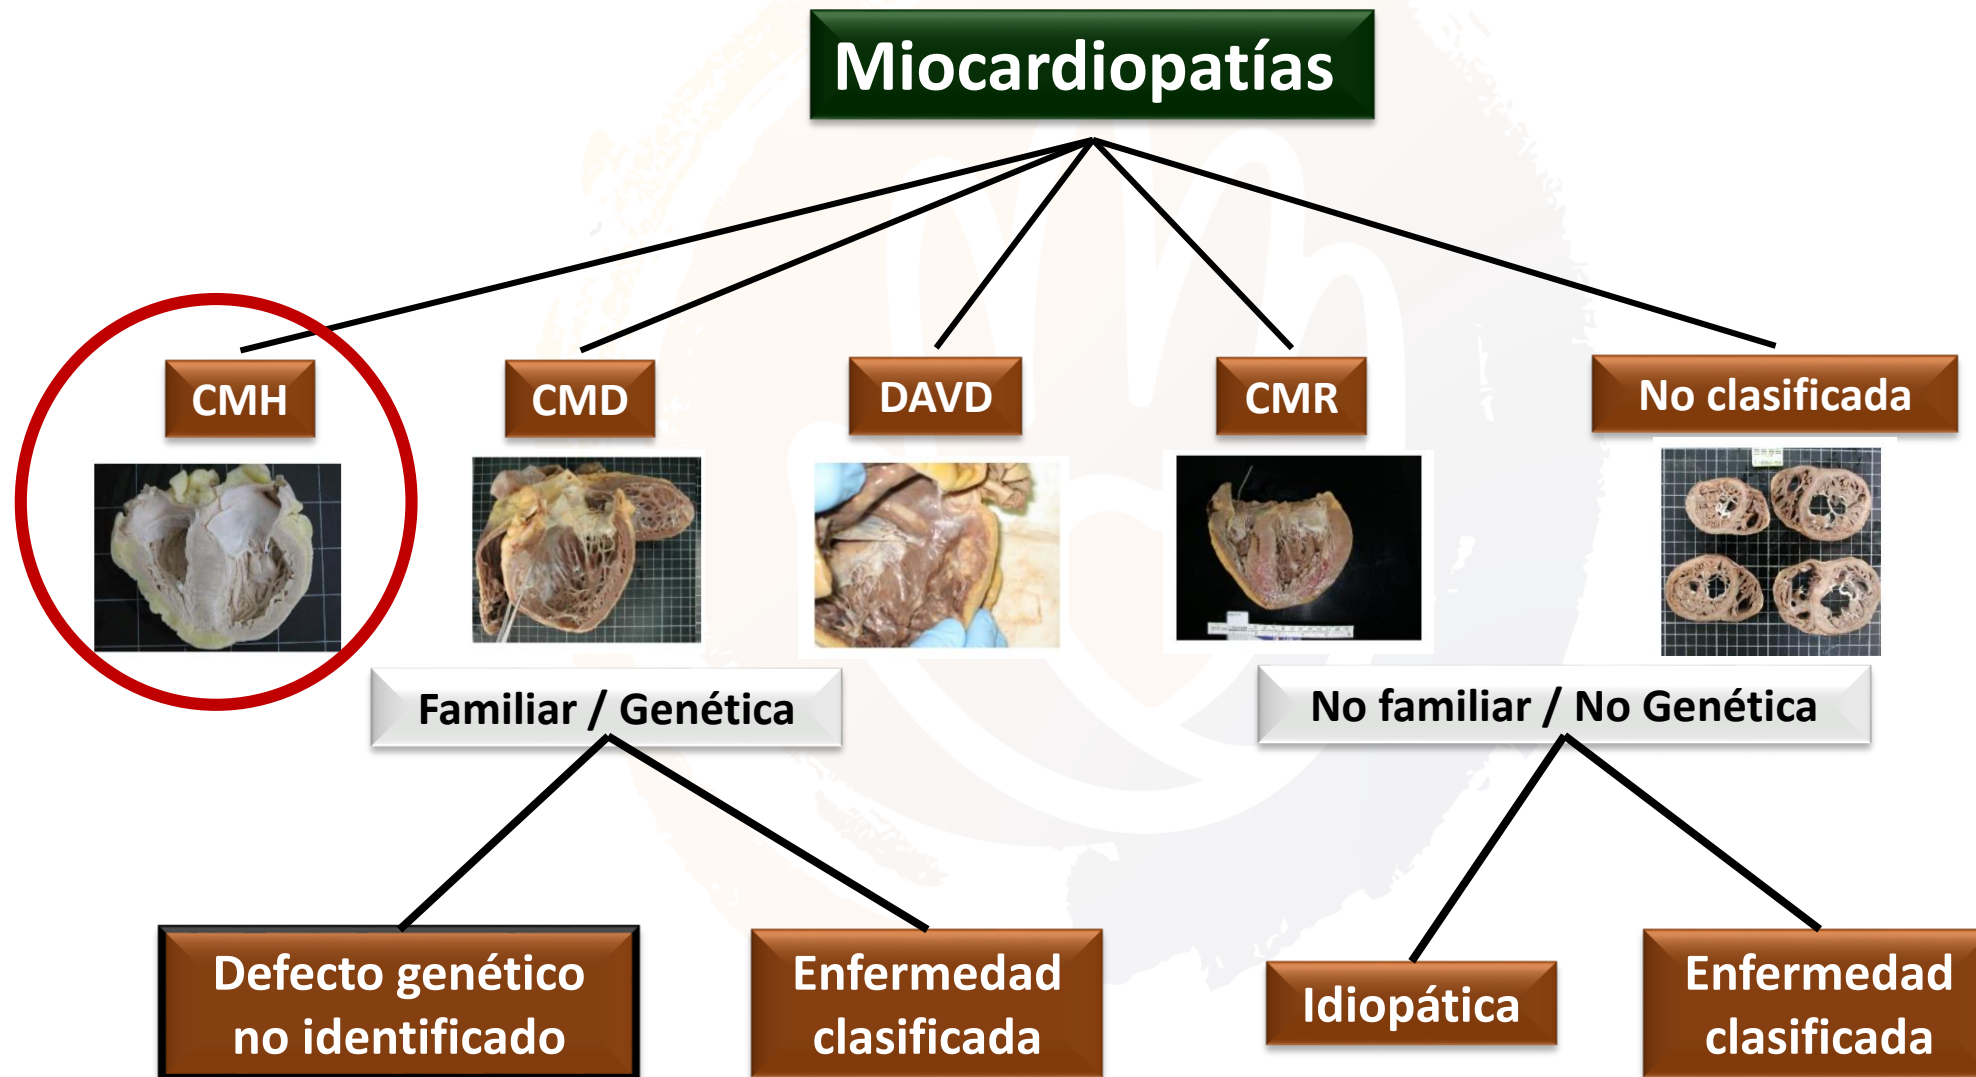 Miocardiopatías
CMH
CMD
DAVD
CMR
No clasificada
Familiar / Genética
No familiar / No Genética
Defecto genético
no identificado
Enfermedad
clasificada
Idiopática
Enfermedad
clasificada